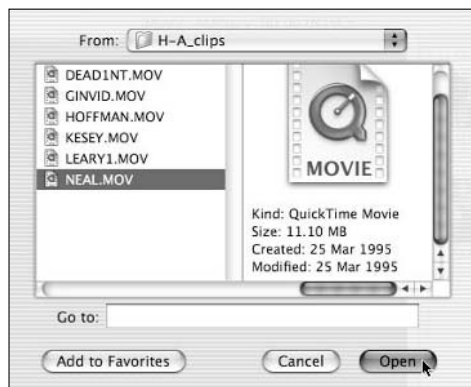 From: H-A_clips
DEAD1NT.MOV
GINVID.MOV
HOFFMAN.MOV
KESEY.MOV
LEARY1.MOV
NEAL.MOV
MOVIE
Kind: QuickTime Movie
Size: 11.10 MB
Created: 25 Mar 1995
Modified: 25 Mar 1995
Go to:
Add to Favorites Cancel Open